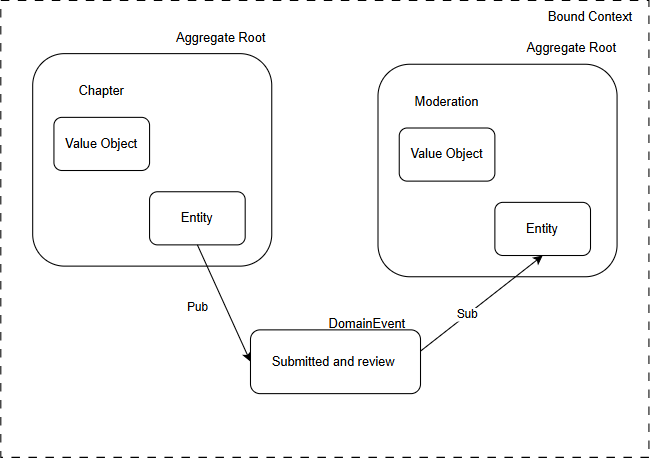 Bound Context
Aggregate Root
Aggregate Root
Chapter
Moderation
Value Object
Value Object
Entity
Entity
Pub
Sub
DomainEvent
Submitted and review